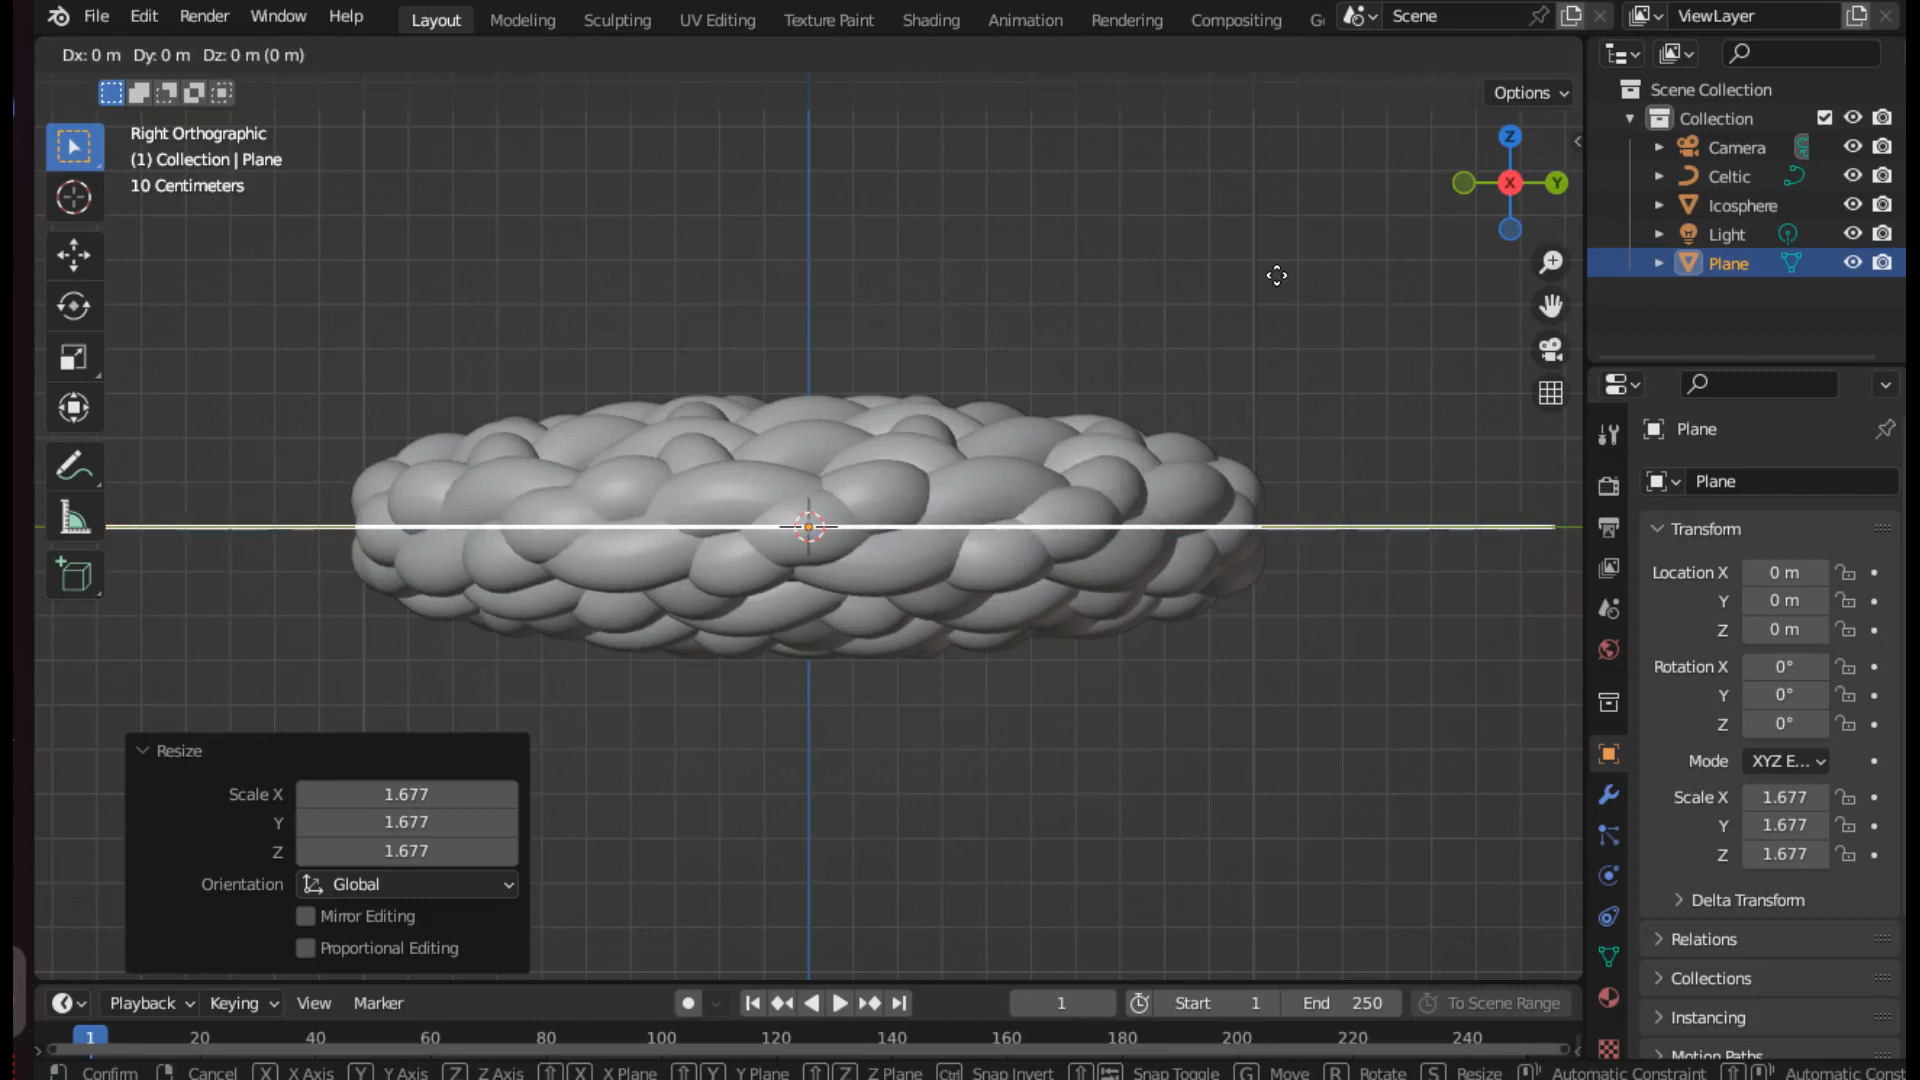 File Edit Render Window Help Layout Modeling Sculpting UV Editing Texture Paint Shading Animation Rendering Compositing Scene ViewLayer
Dx: 0 m Dy: 0 m Dz: 0 m (0 m)
Options
Right Orthographic
(1) Collection | Plane
10 Centimeters
Z
X
Y
Scene Collection
Collection
Camera
Celtic
Icosphere
Light
Plane
Plane
Plane
Transform
Location X 0 m
Y 0 m
Z 0 m
Rotation X 0°
Y 0°
Z 0°
Mode XYZ E...
Scale X 1.677
Y 1.677
Z 1.677
Delta Transform
Relations
Collections
Instancing
Motion Paths
Resize
Scale X 1.677
Y 1.677
Z 1.677
Orientation Global
Mirror Editing
Proportional Editing
Playback Keying View Marker 1 Start 1 End 250 To Scene Range
1 20 40 60 80 100 120 140 160 180 200 220 240
Confirm Cancel X X Axis Y Y Axis Z Z Axis X X Plane Y Y Plane Z Z Plane Ctrl Snap Invert Snap Toggle G Move R Rotate S Resize Automatic Constraint Automatic Const